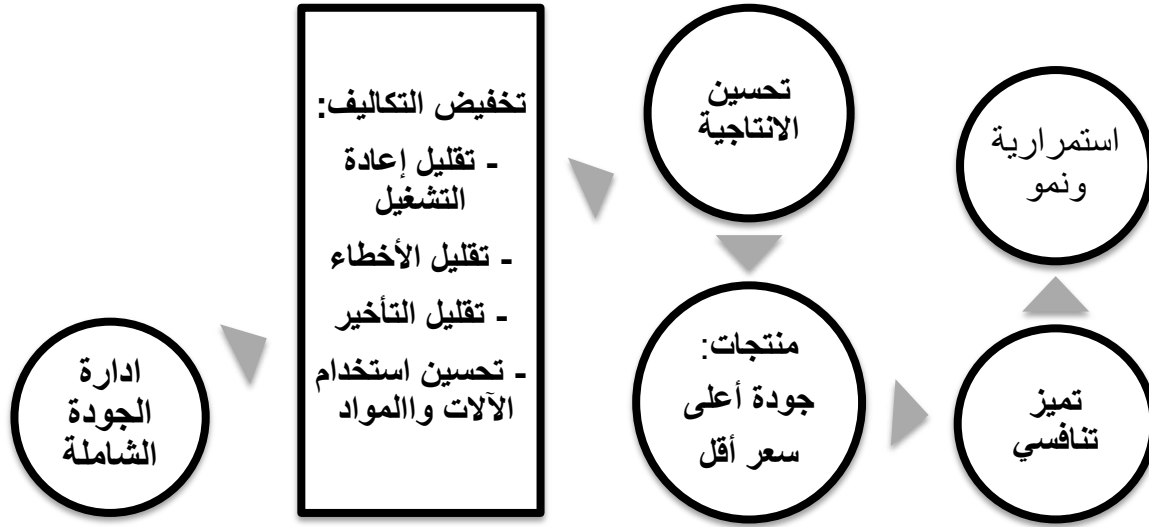 ادارة
الجودة
الشاملة
تخفيض التكاليف:
- تقليل إعادة
التشغيل
- تقليل الأخطاء
- تقليل التأخير
- تحسين استخدام
الآلات واالمواد
تحسين
الانتاجية
منتجات:
جودة أعلى
سعر أقل
تميز
تنافسي
استمرارية
ونمو